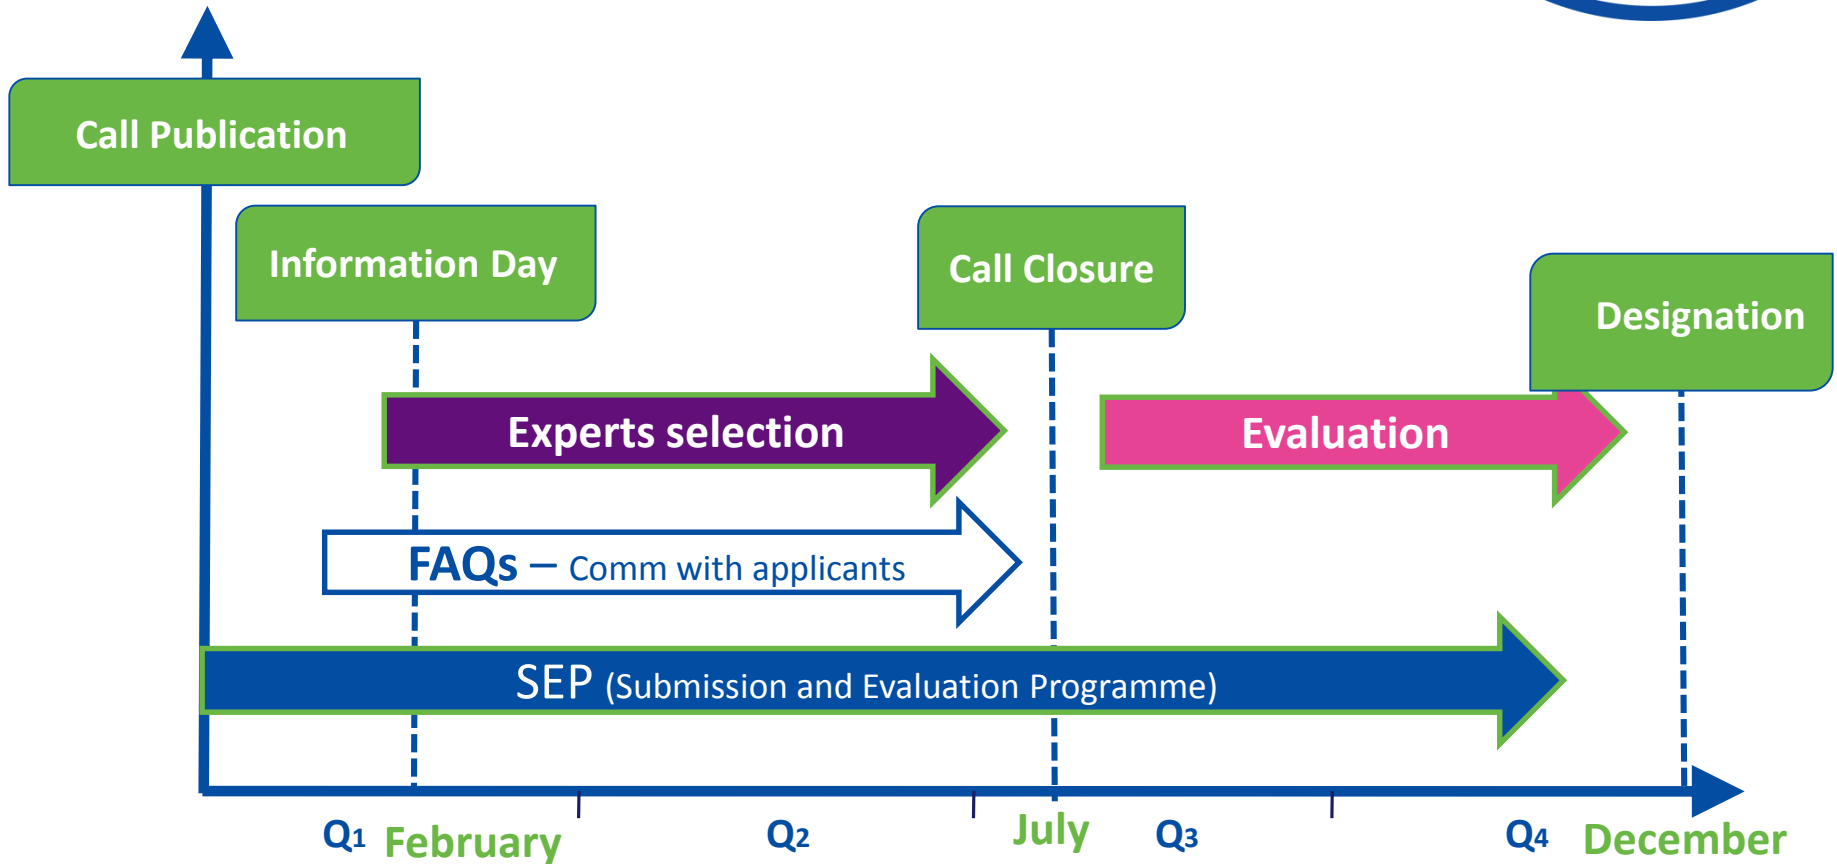 Call Publication
Information Day
Call Closure
Designation
Experts selection
Evaluation
FAQs – Comm with applicants
SEP (Submission and Evaluation Programme)
Q1
February
Q2
July
Q3
Q4
December